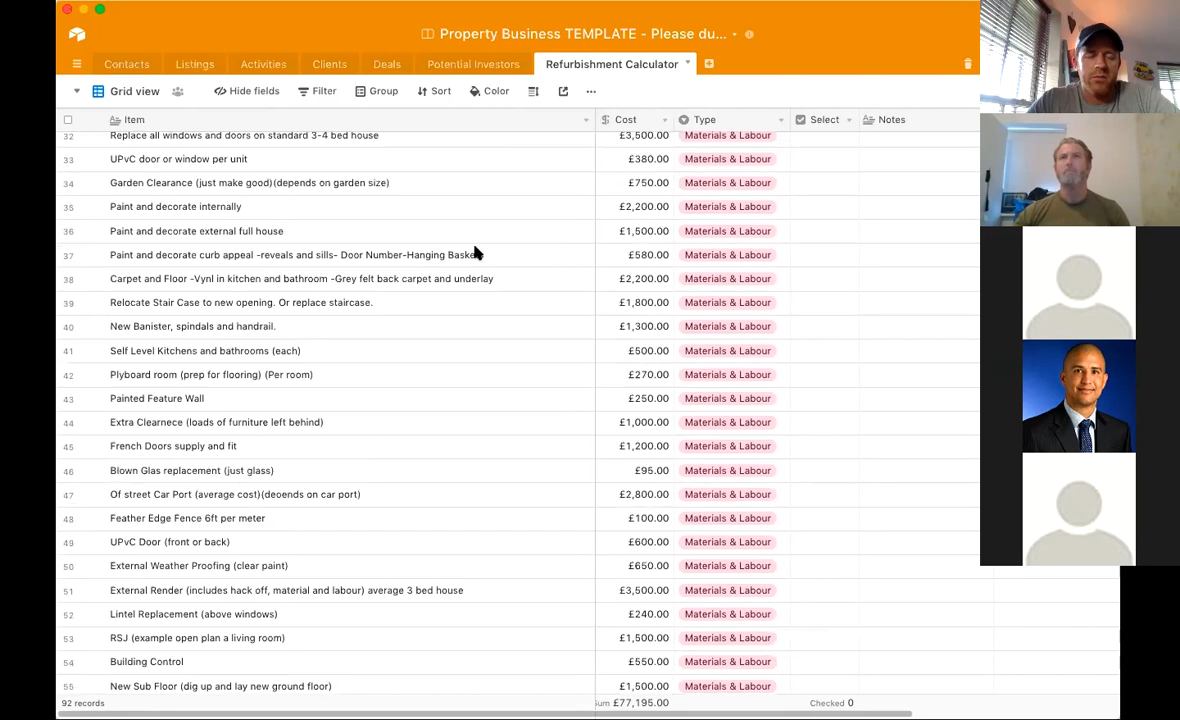 Property Business TEMPLATE - Please du...
Contacts Listings Activities Clients Deals Potential Investors Refurbishment Calculator
Grid view Hide fields Filter Group Sort Color
Item Cost Type Select Notes
32 Replace all windows and doors on standard 3-4 bed house £3,500.00 Materials & Labour
33 UPvC door or window per unit £380.00 Materials & Labour
34 Garden Clearance (just make good)(depends on garden size) £750.00 Materials & Labour
35 Paint and decorate internally £2,200.00 Materials & Labour
36 Paint and decorate external full house £1,500.00 Materials & Labour
37 Paint and decorate curb appeal -reveals and sills- Door Number-Hanging £580.00 Materials & Labour
38 Carpet and Floor -Vynl in kitchen and bathroom -Grey felt back carpet and underlay £2,200.00 Materials & Labour
39 Relocate Stair Case to new opening. Or replace staircase. £1,800.00 Materials & Labour
40 New Banister, spindals and handrail. £1,300.00 Materials & Labour
41 Self Level Kitchens and bathrooms (each) £500.00 Materials & Labour
42 Plyboard room (prep for flooring) (Per room) £270.00 Materials & Labour
43 Painted Feature Wall £250.00 Materials & Labour
44 Extra Clearnece (loads of furniture left behind) £1,000.00 Materials & Labour
45 French Doors supply and fit £1,200.00 Materials & Labour
46 Blown Glas replacement (just glass) £95.00 Materials & Labour
47 Of street Car Port (average cost)(deoends on car port) £2,800.00 Materials & Labour
48 Feather Edge Fence 6ft per meter £100.00 Materials & Labour
49 UPvC Door (front or back) £600.00 Materials & Labour
50 External Weather Proofing (clear paint) £650.00 Materials & Labour
51 External Render (includes hack off, material and labour) average 3 bed house £3,500.00 Materials & Labour
52 Lintel Replacement (above windows) £240.00 Materials & Labour
53 RSJ (example open plan a living room) £1,500.00 Materials & Labour
54 Building Control £550.00 Materials & Labour
55 New Sub Floor (dig up and lay new ground floor) £1,500.00 Materials & Labour
92 records £77,195.00 Checked 0